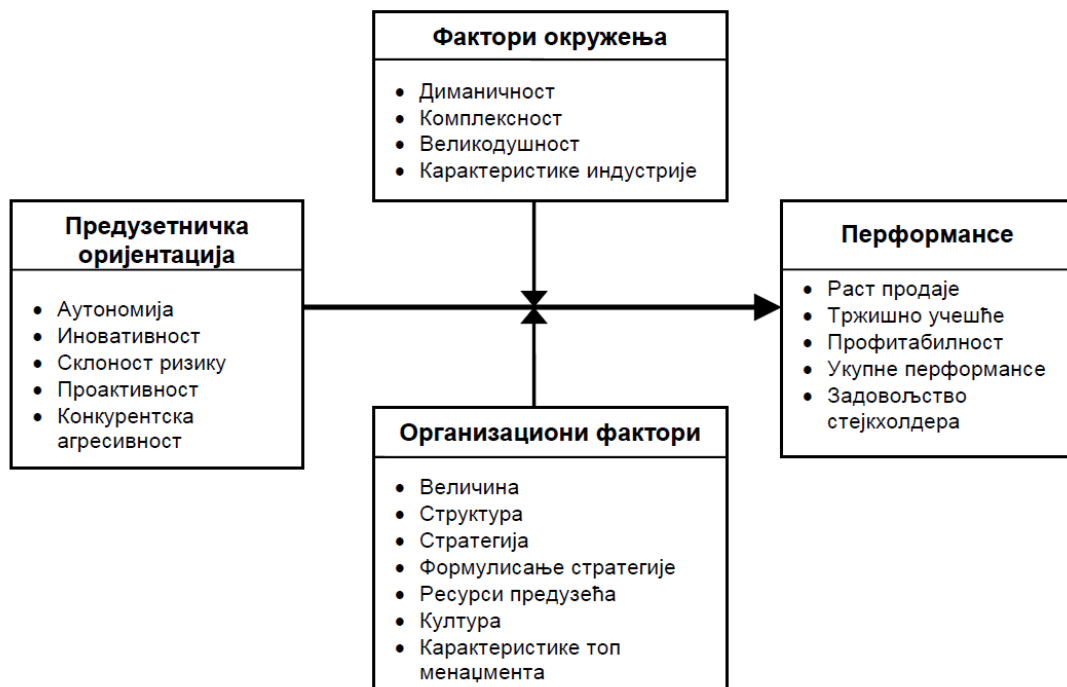 Фактори окружења
• Диманичност
• Комплексност
• Великодушност
• Карактеристике индустрије
Предузетничка
оријентација
• Аутономија
• Иновативност
• Склоност ризику
• Проактивност
• Конкурентска
агресивност
Перформансе
• Раст продаје
• Тржишно учешће
• Профитабилност
• Укупне перформансе
• Задовољство
стејкхолдера
Организациони фактори
• Величина
• Структура
• Стратегија
• Формулисање стратегије
• Ресурси предузећа
• Култура
• Карактеристике топ
менаџмента